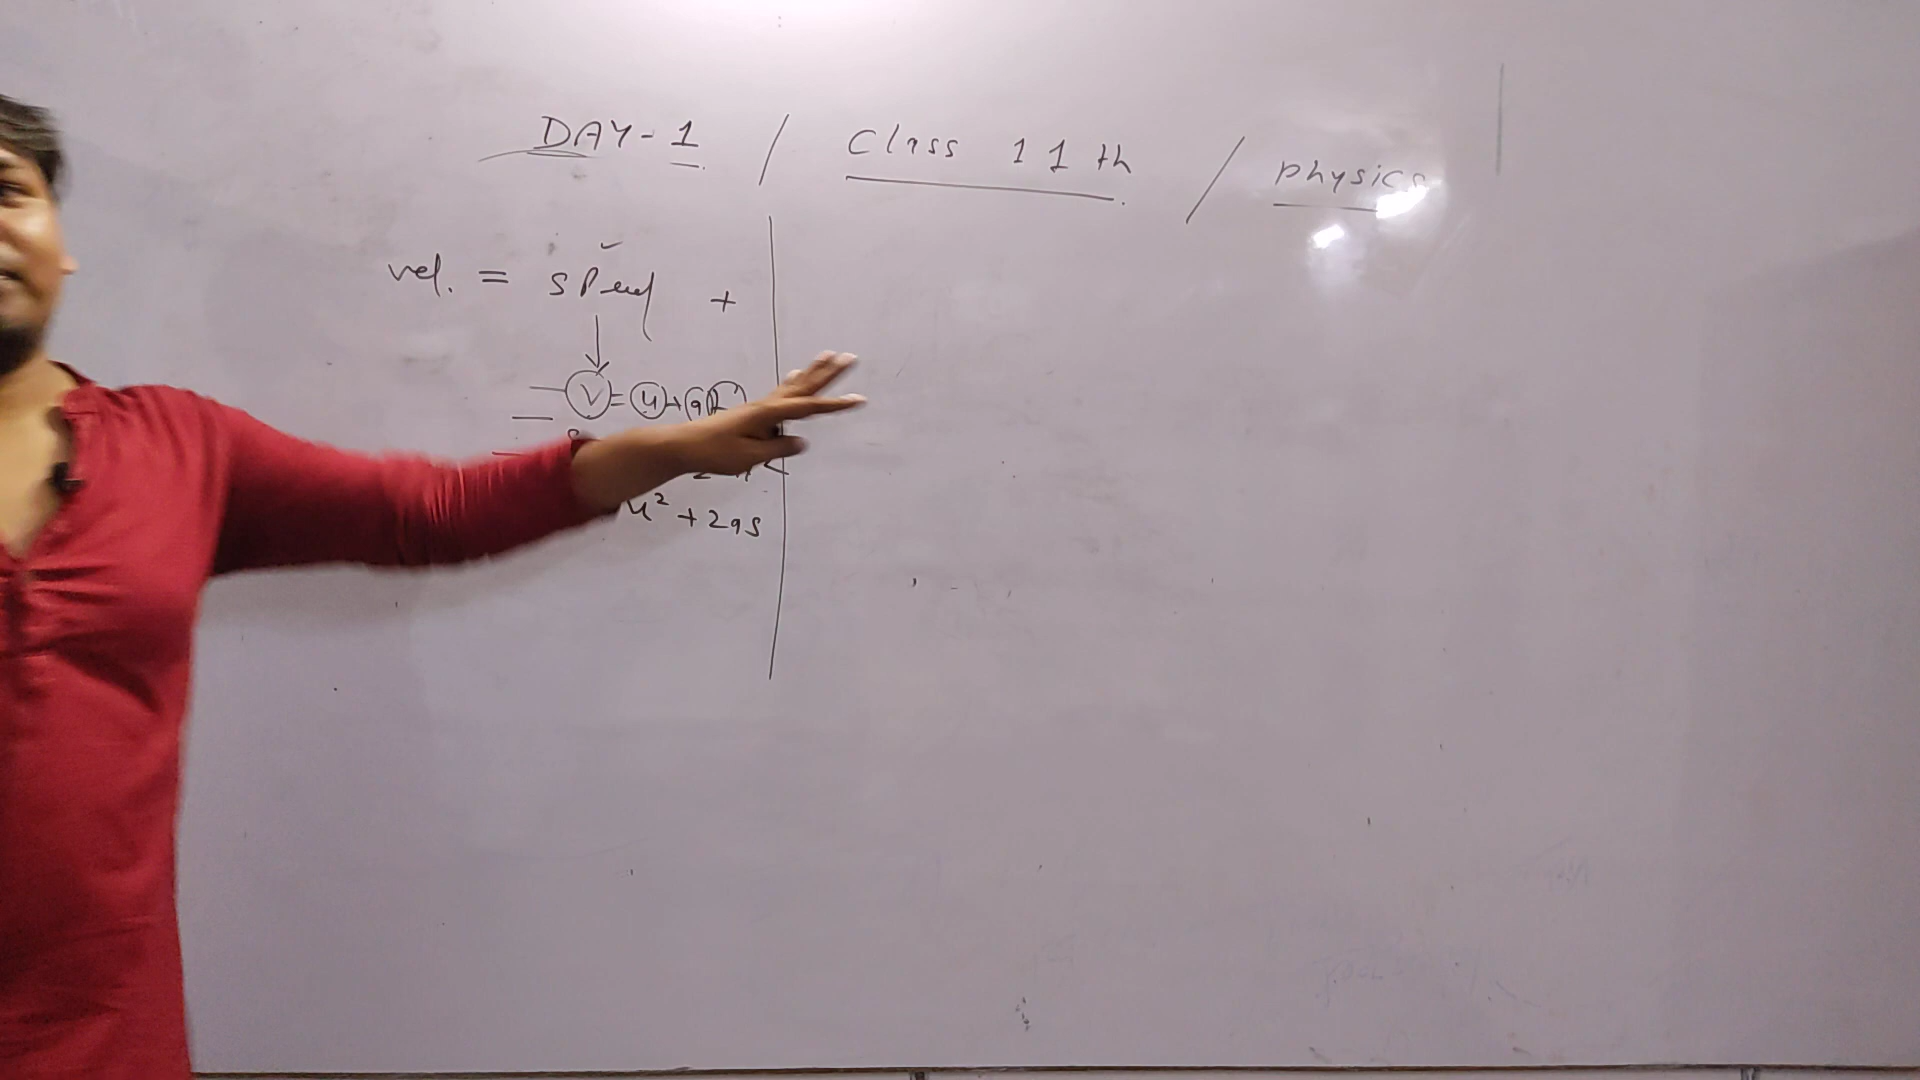 DAY-1 / Class 11th / physics
vel. = speed +
V = u + at
u² + 2as